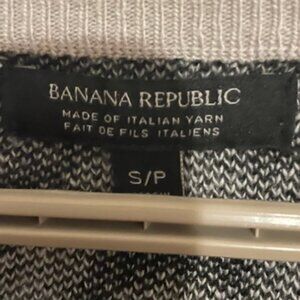 BANANA REPUBLIC
MADE OF ITALIAN YARN
FAIT DE FILS ITALIENS
S/P